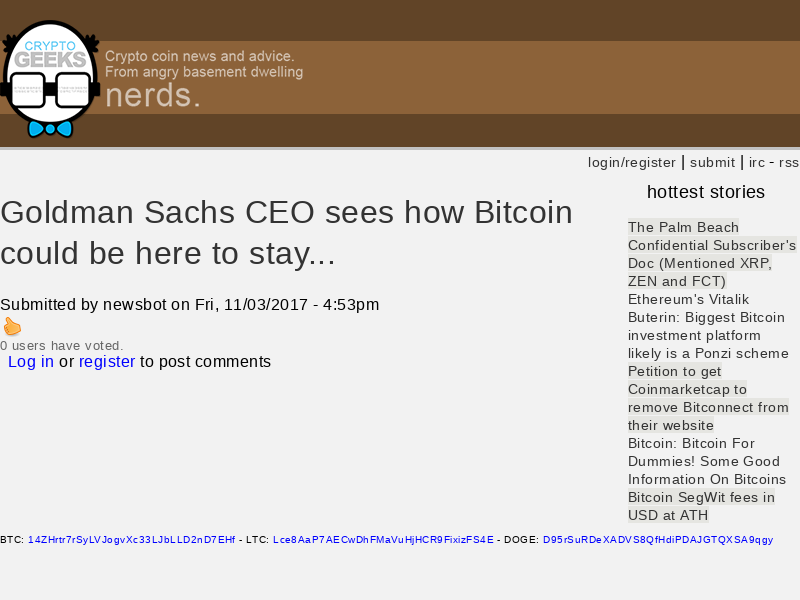 CRYPTO
GEEKS
Crypto coin news and advice.
From angry basement dwelling
nerds.
login/register | submit | irc - rss
Goldman Sachs CEO sees how Bitcoin
could be here to stay...
Submitted by newsbot on Fri, 11/03/2017 - 4:53pm
0 users have voted.
Log in or register to post comments
hottest stories
The Palm Beach
Confidential Subscriber's
Doc (Mentioned XRP,
ZEN and FCT)
Ethereum's Vitalik
Buterin: Biggest Bitcoin
investment platform
likely is a Ponzi scheme
Petition to get
Coinmarketcap to
remove Bitconnect from
their website
Bitcoin: Bitcoin For
Dummies! Some Good
Information On Bitcoins
Bitcoin SegWit fees in
USD at ATH
BTC: 14ZHrtr7rSyLVJogvXc33LJbLLD2nD7EHf - LTC: Lce8AaP7AECwDhFMaVuHjHCR9FixizFS4E - DOGE: D95rSuRDeXADVS8QfHdiPDAJGTQXSA9qgy